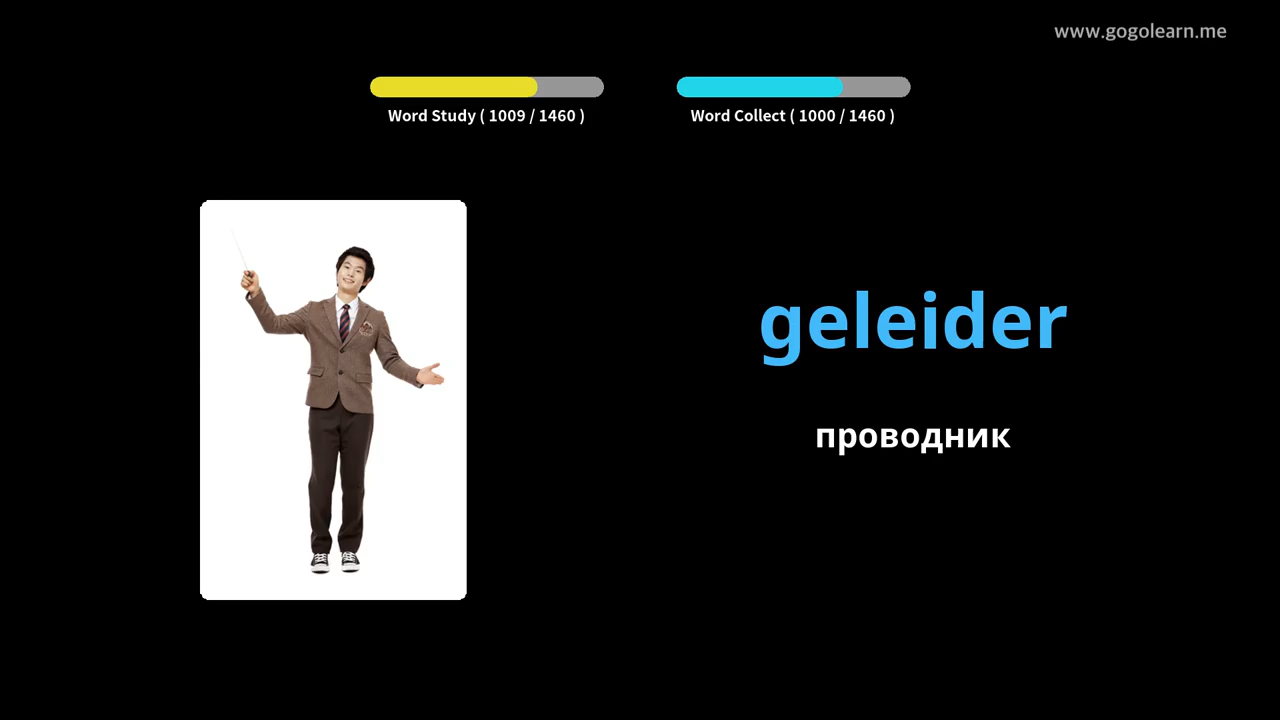 www.gogolearn.me
Word Study ( 1009 / 1460 )
Word Collect ( 1000 / 1460 )
geleider
проводник